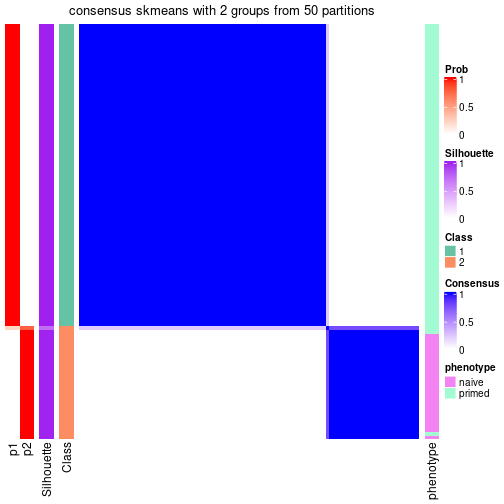 consensus skmeans with 2 groups from 50 partitions
Prob
1
0.5
0
Silhouette
1
0.5
0
Class
1
2
Consensus
1
0.5
0
phenotype
naive
primed
p1
p2
Silhouette
Class
phenotype